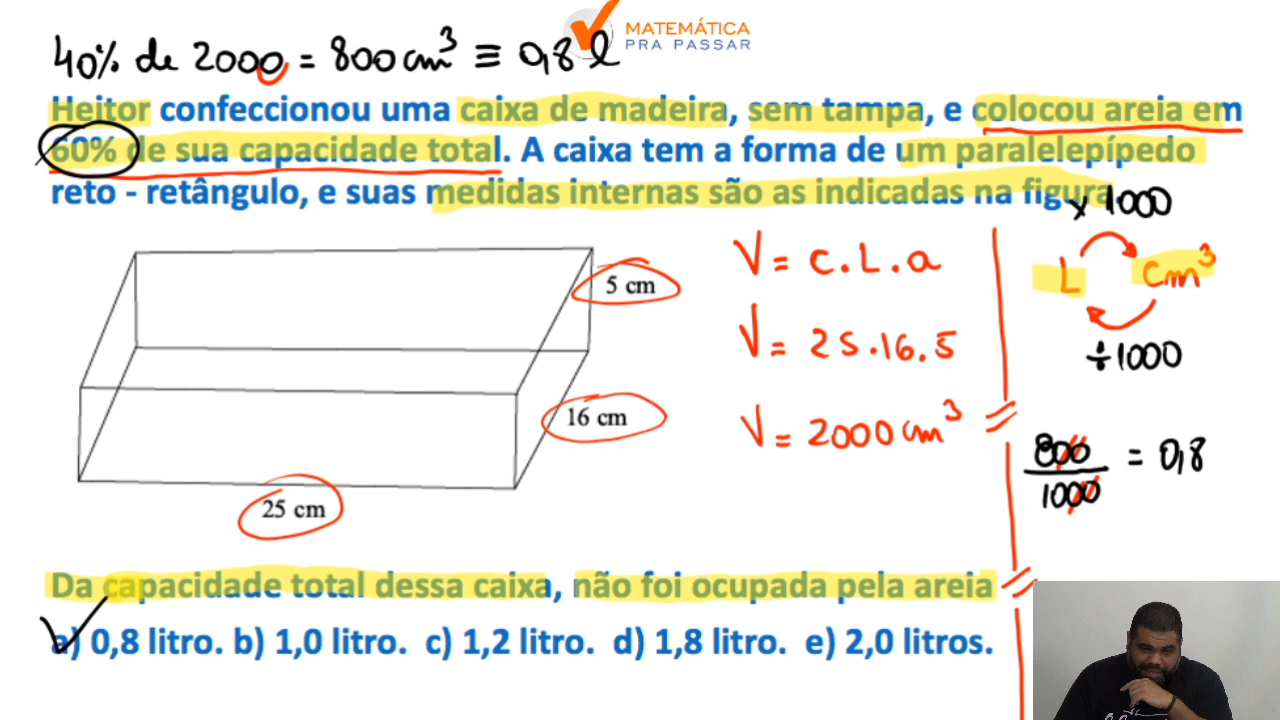 MATEMÁTICA
PRA PASSAR
40% de 2000 = 800 cm³ ≡ 0,8 l
Heitor confeccionou uma caixa de madeira, sem tampa, e colocou areia em
60% de sua capacidade total. A caixa tem a forma de um paralelepípedo
reto - retângulo, e suas medidas internas são as indicadas na figura
x 1000
L cm³
÷1000
5 cm
16 cm
25 cm
V = c.L.a
V = 25.16.5
V = 2000 cm³
800/1000 = 0,8
Da capacidade total dessa caixa, não foi ocupada pela areia
a) 0,8 litro. b) 1,0 litro. c) 1,2 litro. d) 1,8 litro. e) 2,0 litros.